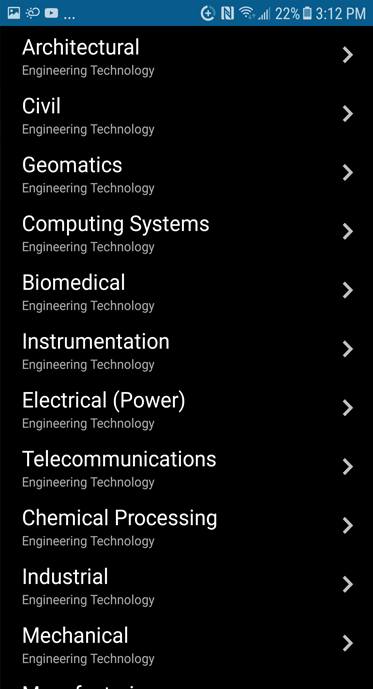 ... 22% 3:12 PM
Architectural
Engineering Technology
Civil
Engineering Technology
Geomatics
Engineering Technology
Computing Systems
Engineering Technology
Biomedical
Engineering Technology
Instrumentation
Engineering Technology
Electrical (Power)
Engineering Technology
Telecommunications
Engineering Technology
Chemical Processing
Engineering Technology
Industrial
Engineering Technology
Mechanical
Engineering Technology